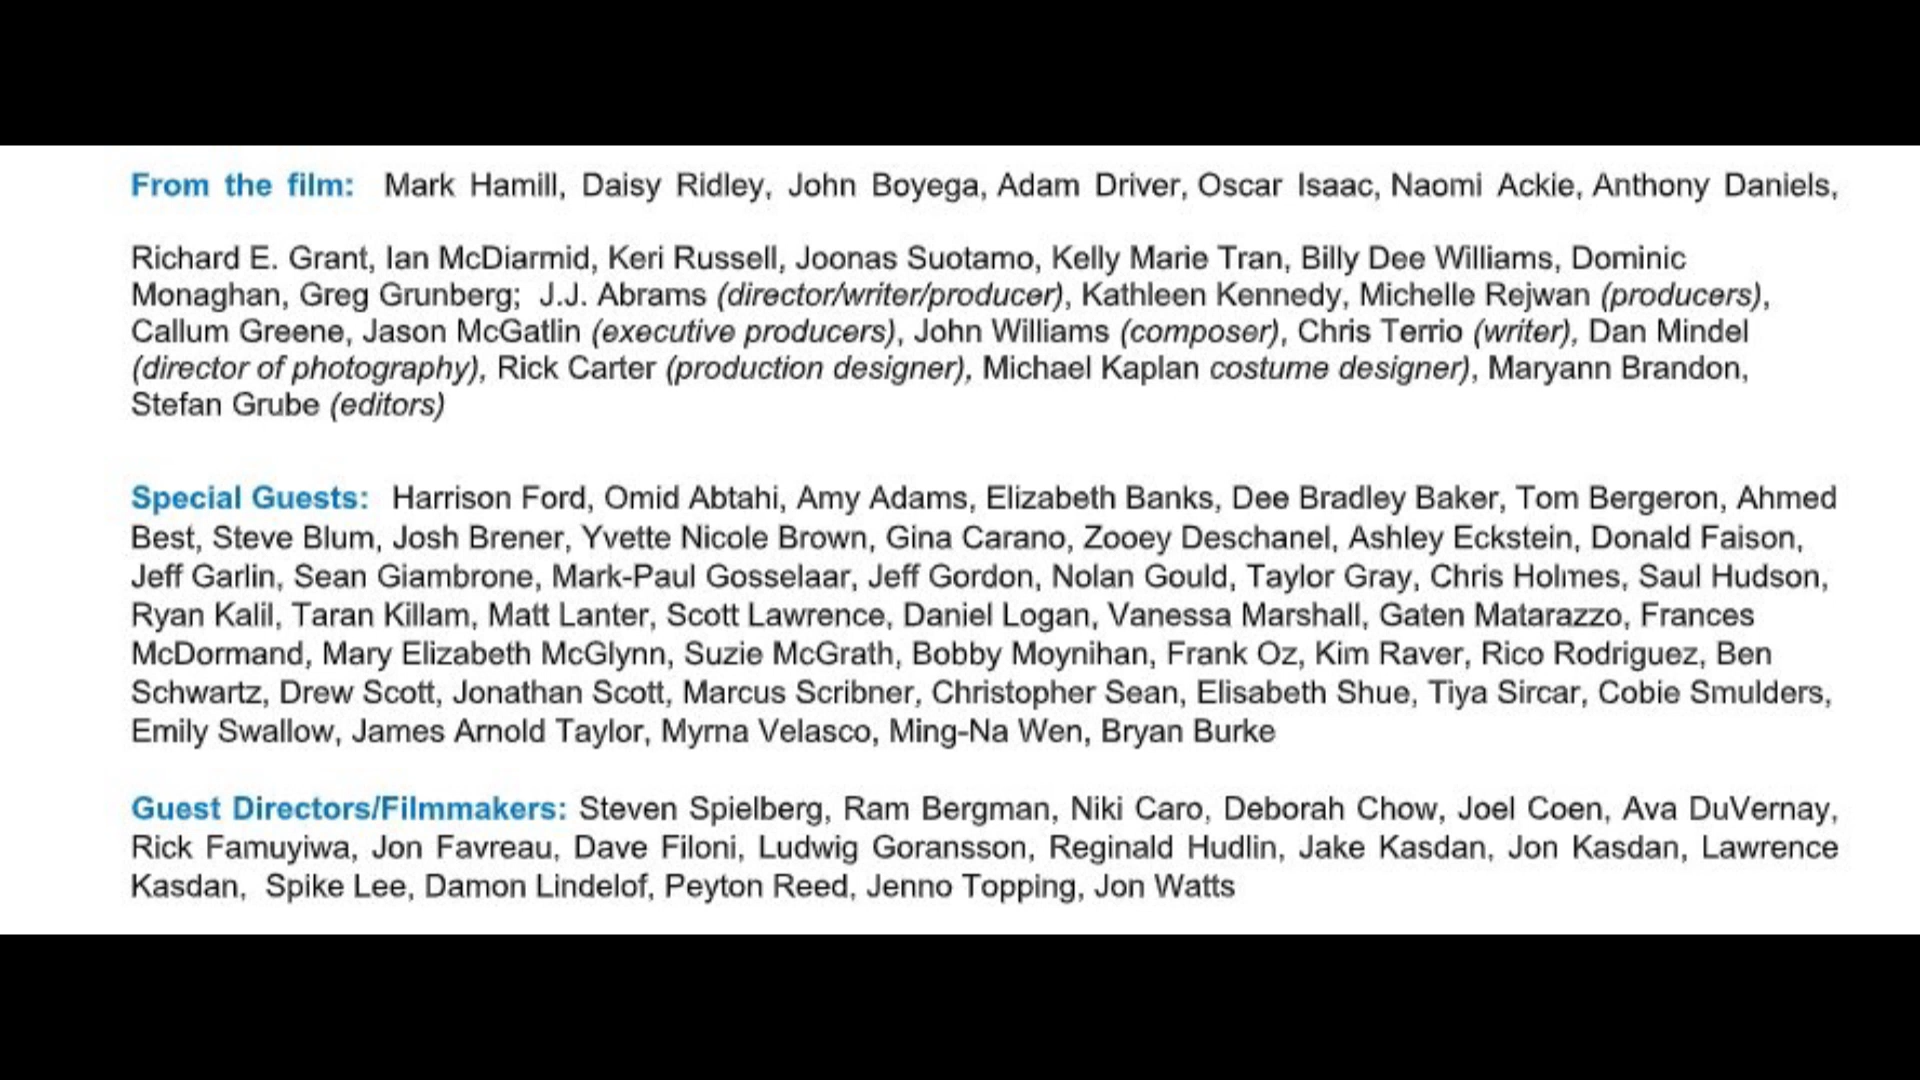 From the film: Mark Hamill, Daisy Ridley, John Boyega, Adam Driver, Oscar Isaac, Naomi Ackie, Anthony Daniels,
Richard E. Grant, Ian McDiarmid, Keri Russell, Joonas Suotamo, Kelly Marie Tran, Billy Dee Williams, Dominic
Monaghan, Greg Grunberg; J.J. Abrams (director/writer/producer), Kathleen Kennedy, Michelle Rejwan (producers),
Callum Greene, Jason McGatlin (executive producers), John Williams (composer), Chris Terrio (writer), Dan Mindel
(director of photography), Rick Carter (production designer), Michael Kaplan costume designer), Maryann Brandon,
Stefan Grube (editors)
Special Guests: Harrison Ford, Omid Abtahi, Amy Adams, Elizabeth Banks, Dee Bradley Baker, Tom Bergeron, Ahmed
Best, Steve Blum, Josh Brener, Yvette Nicole Brown, Gina Carano, Zooey Deschanel, Ashley Eckstein, Donald Faison,
Jeff Garlin, Sean Giambrone, Mark-Paul Gosselaar, Jeff Gordon, Nolan Gould, Taylor Gray, Chris Holmes, Saul Hudson,
Ryan Kalil, Taran Killam, Matt Lanter, Scott Lawrence, Daniel Logan, Vanessa Marshall, Gaten Matarazzo, Frances
McDormand, Mary Elizabeth McGlynn, Suzie McGrath, Bobby Moynihan, Frank Oz, Kim Raver, Rico Rodriguez, Ben
Schwartz, Drew Scott, Jonathan Scott, Marcus Scribner, Christopher Sean, Elisabeth Shue, Tiya Sircar, Cobie Smulders,
Emily Swallow, James Arnold Taylor, Myrna Velasco, Ming-Na Wen, Bryan Burke
Guest Directors/Filmmakers: Steven Spielberg, Ram Bergman, Niki Caro, Deborah Chow, Joel Coen, Ava DuVernay,
Rick Famuyiwa, Jon Favreau, Dave Filoni, Ludwig Goransson, Reginald Hudlin, Jake Kasdan, Jon Kasdan, Lawrence
Kasdan, Spike Lee, Damon Lindelof, Peyton Reed, Jenno Topping, Jon Watts